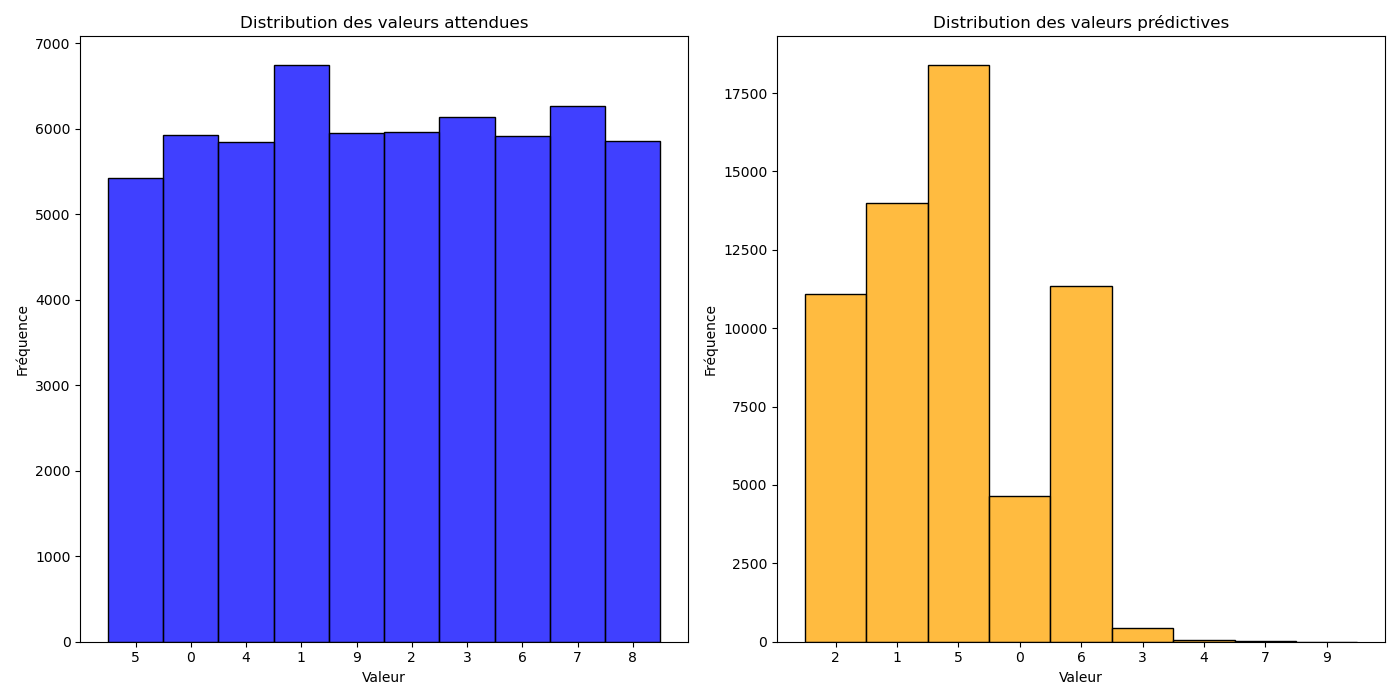 Distribution des valeurs attendues
7000
6000
5000
4000
3000
2000
1000
0
Fréquence
5 0 4 1 9 2 3 6 7 8
Valeur
Distribution des valeurs prédictives
17500
15000
12500
10000
7500
5000
2500
0
Fréquence
2 1 5 0 6 3 4 7 9
Valeur